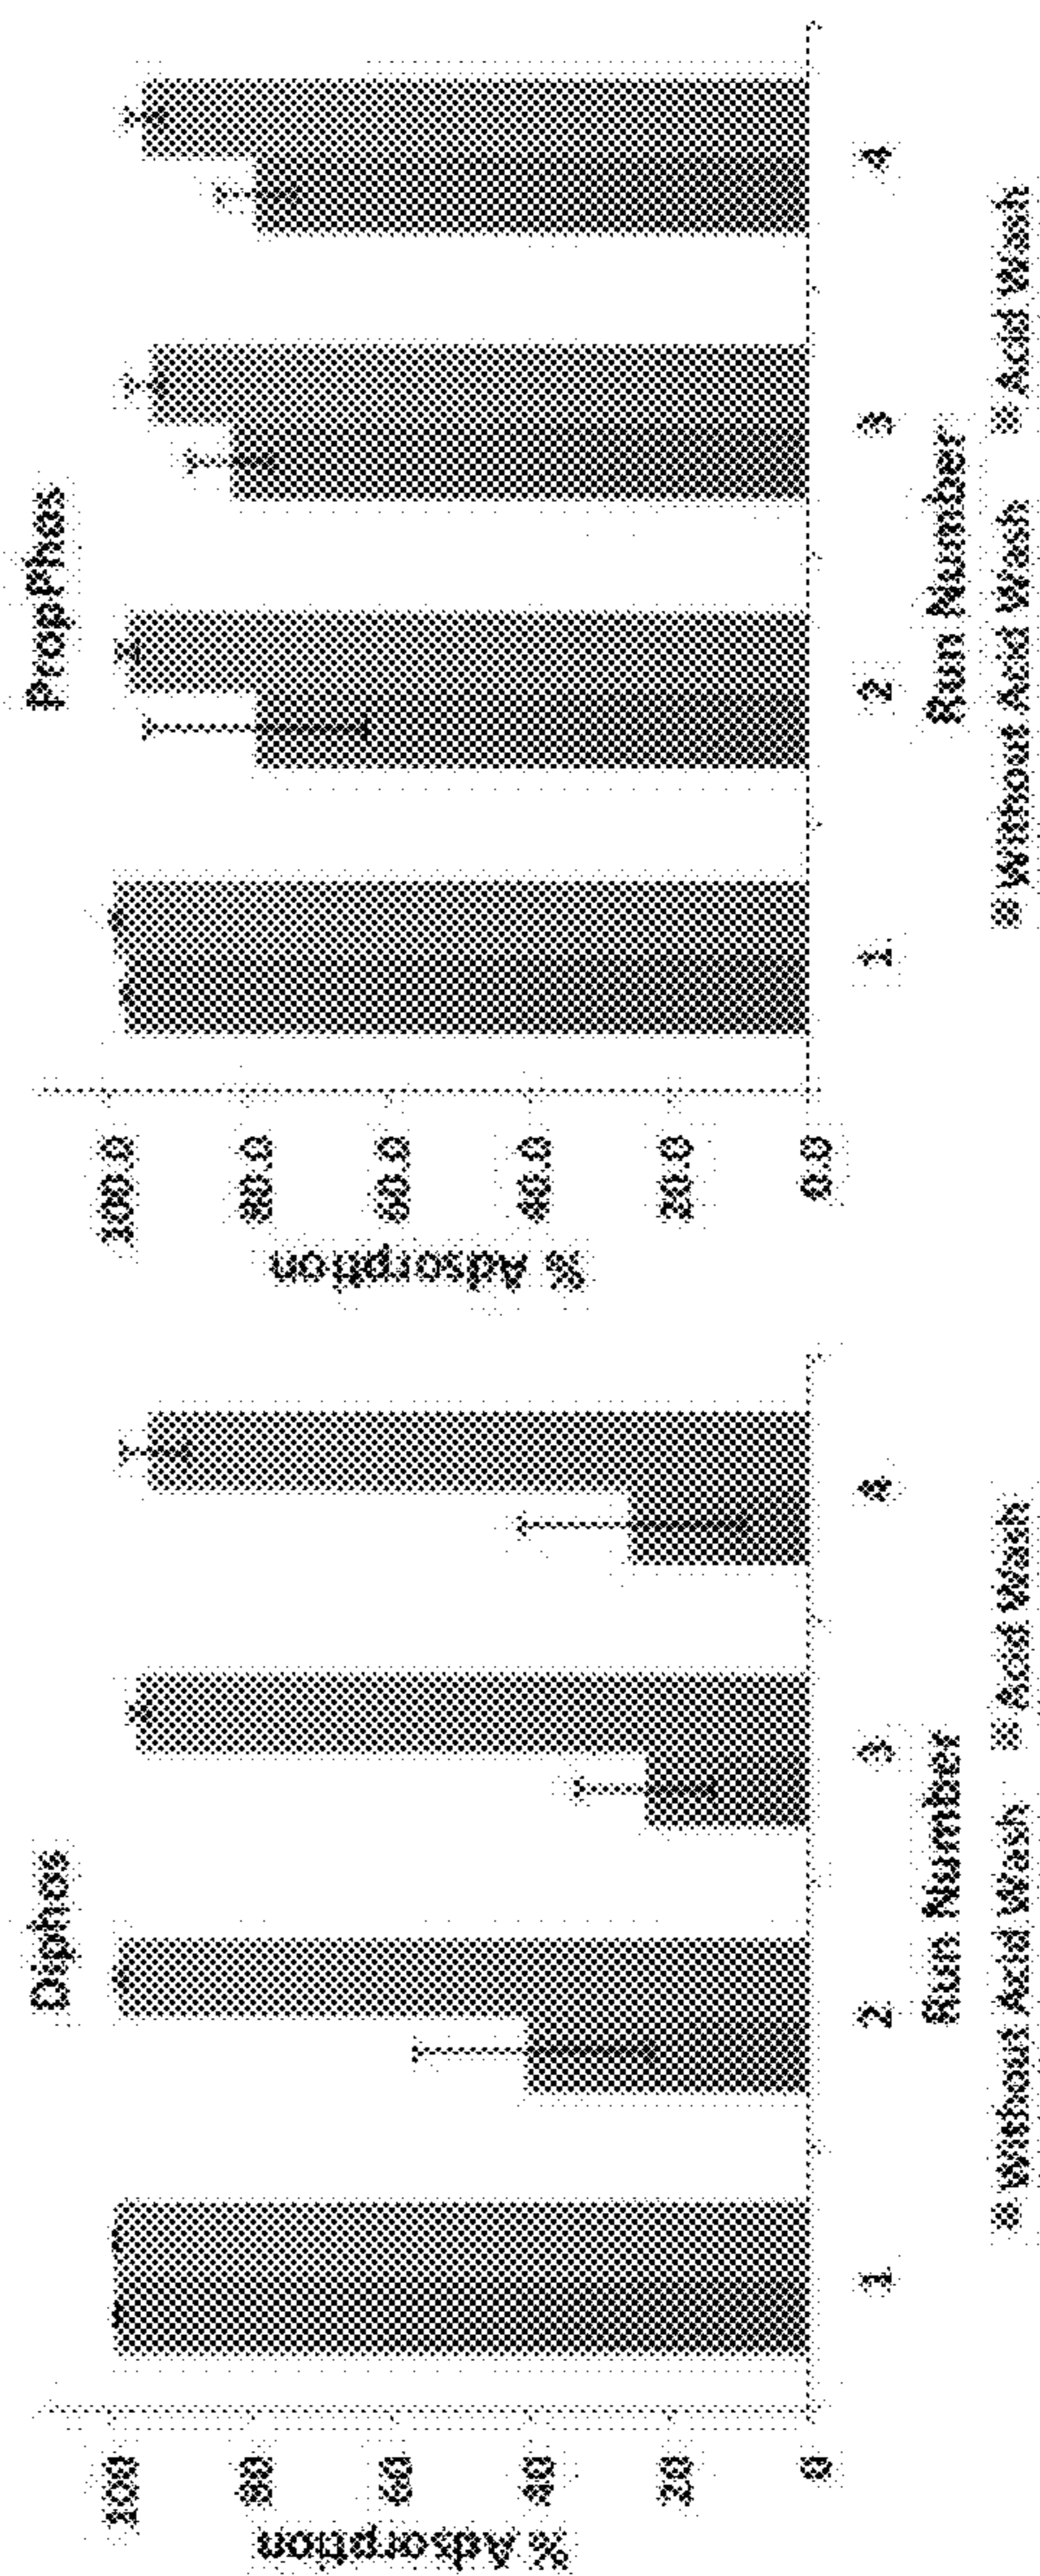 Diphos
% Adsorption
100
80
60
40
20
0
1 2 3 4
Run Number
Without Acid Wash Acid Wash
PropPhos
% Adsorption
100.0
80.0
60.0
40.0
20.0
0.0
1 2 3 4
Run Number
Without Acid Wash Acid Wash